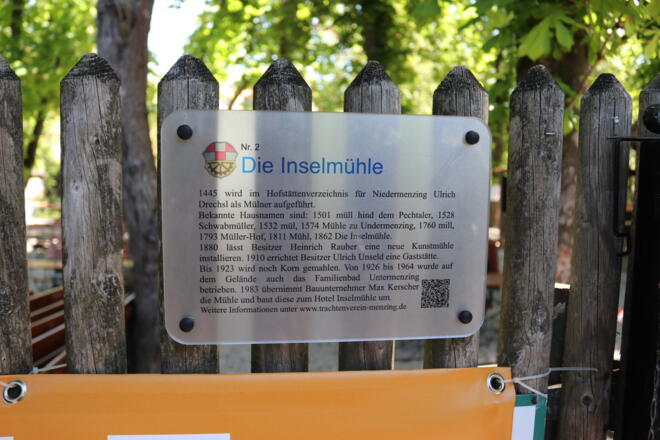 Nr. 2
Die Inselmühle
1445 wird im Hofstättenverzeichnis für Niedermenzing Ulrich
Drechsl als Mülner aufgeführt.
Bekannte Hausnamen sind: 1501 müll hind dem Pechtaler, 1528
Schwabmüller, 1532 mül, 1574 Mühle zu Undermenzing, 1760 mill,
1793 Müller-Hof, 1811 Mühl, 1862 Die Inselmühle.
1880 lässt Besitzer Heinrich Rauber eine neue Kunstmühle
installieren. 1910 errichtet Besitzer Ulrich Unseld eine Gaststätte.
Bis 1923 wird noch Korn gemahlen. Von 1926 bis 1964 wurde auf
dem Gelände auch das Familienbad Untermenzing
betrieben. 1983 übernimmt Bauunternehmer Max Kerscher
die Mühle und baut diese zum Hotel Inselmühle um.
Weitere Informationen unter www.trachtenverein-menzing.de